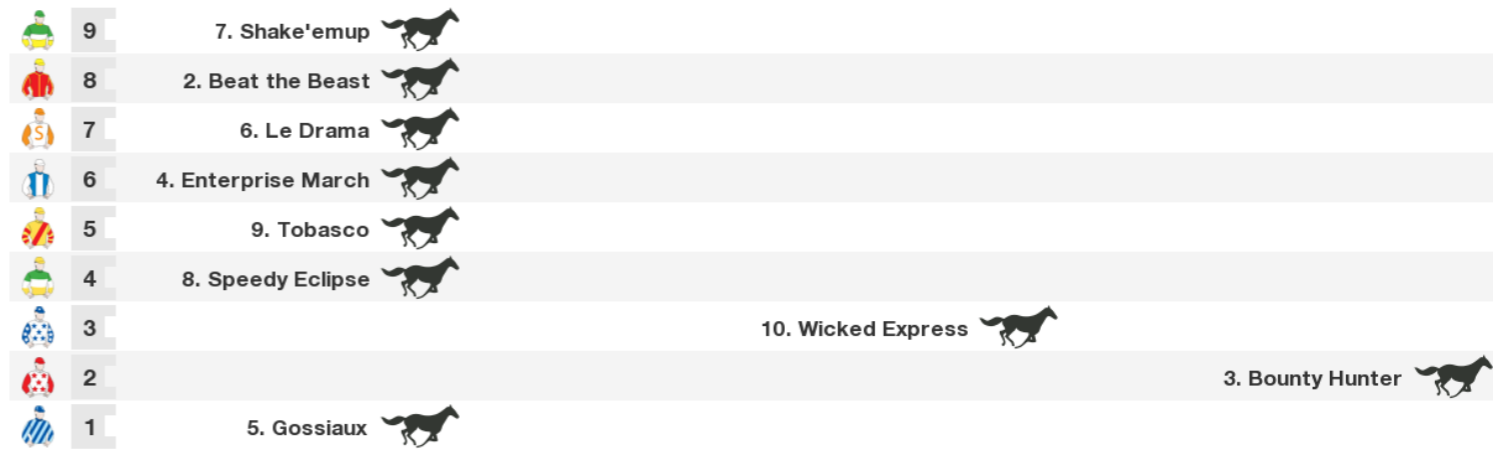 9 7. Shake'emup
8 2. Beat the Beast
7 S 6. Le Drama
6 4. Enterprise March
5 9. Tobasco
4 8. Speedy Eclipse
3 10. Wicked Express
2 3. Bounty Hunter
1 5. Gossiaux